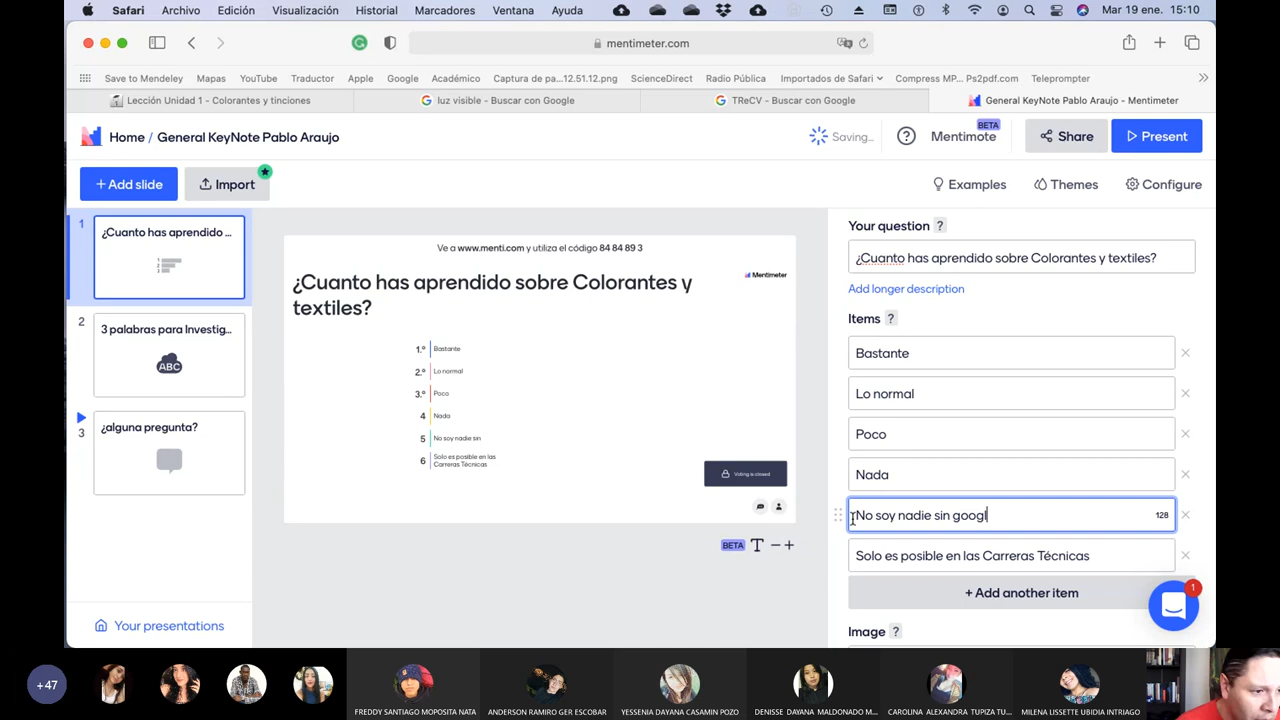 Safari Archivo Edición Visualización Historial Marcadores Ventana Ayuda Mar 19 ene. 15:10
mentimeter.com
Save to Mendeley Mapas YouTube Traductor Apple Google Académico Captura de pa...12.51.12.png ScienceDirect Radio Pública Importados de Safari Compress MP... Ps2pdf.com Teleprompter
Lección Unidad 1 - Colorantes y tinciones luz visible - Buscar con Google TReCV - Buscar con Google General KeyNote Pablo Araujo - Mentimeter
Home / General KeyNote Pablo Araujo Saving... ? Mentimote BETA Share Present
+ Add slide Import Examples Themes Configure
1
¿Cuanto has aprendido ...
2
3 palabras para Investig...
ABC
3
¿alguna pregunta?
Your presentations
Ve a www.menti.com y utiliza el código 84 84 89 3
¿Cuanto has aprendido sobre Colorantes y
textiles?
Mentimeter
1.º Bastante
2.º Lo normal
3.º Poco
4 Nada
5 No soy nadie sin
6 Solo es posible en las
Carreras Técnicas
Voting is closed
BETA T − +
Your question ?
¿Cuanto has aprendido sobre Colorantes y textiles?
Add longer description
Items ?
Bastante
Lo normal
Poco
Nada
No soy nadie sin googl 128
Solo es posible en las Carreras Técnicas
+ Add another item
1
Image ?
+47
FREDDY SANTIAGO MOPOSITA NATA ANDERSON RAMIRO GER ESCOBAR YESSENIA DAYANA CASAMIN POZO DENISSE DAYANA MALDONADO M... CAROLINA ALEXANDRA TUPIZA TU... MILENA LISSETTE UBIDIA INTRIAGO